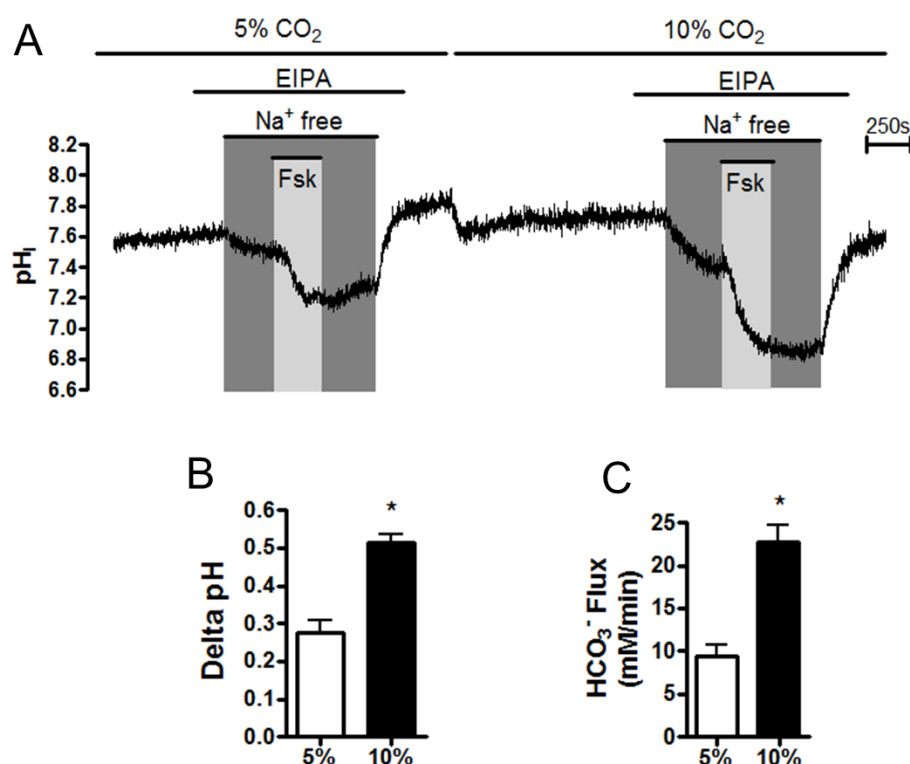 A
5% CO₂
10% CO₂
EIPA
EIPA
Na⁺ free
Na⁺ free
250s
Fsk
Fsk
8.2
8.0
7.8
7.6
7.4
7.2
7.0
6.8
6.6
pHᵢ
B
*
0.6
0.5
0.4
0.3
0.2
0.1
0.0
Delta pH
5%
10%
C
*
25
20
15
10
5
0
HCO₃⁻ Flux
(mM/min)
5%
10%